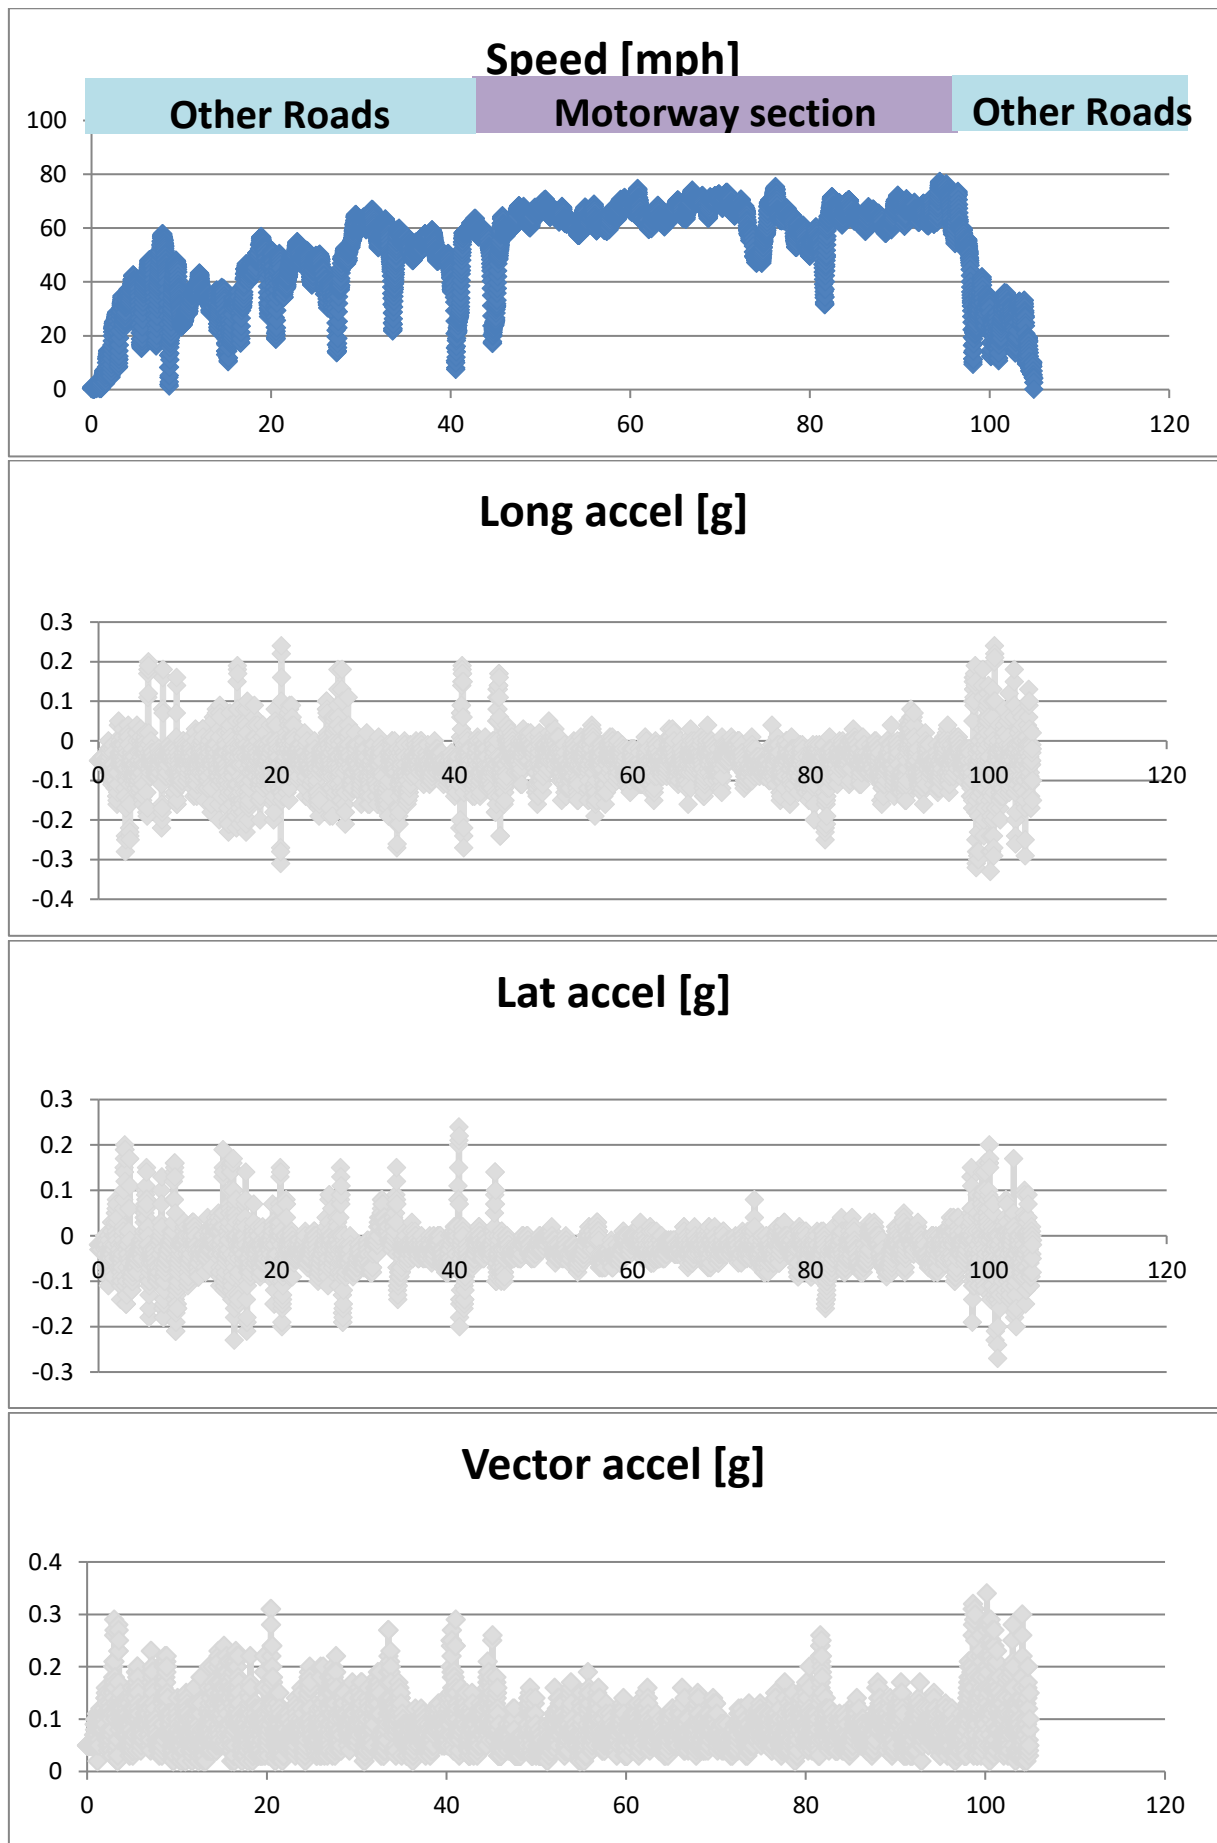 Speed [mph]
Other Roads
Motorway section
Other Roads
100
80
60
40
20
0
0 20 40 60 80 100 120
Long accel [g]
0.3
0.2
0.1
0
-0.1
-0.2
-0.3
-0.4
0 20 40 60 80 100 120
Lat accel [g]
0.3
0.2
0.1
0
-0.1
-0.2
-0.3
0 20 40 60 80 100 120
Vector accel [g]
0.4
0.3
0.2
0.1
0
0 20 40 60 80 100 120